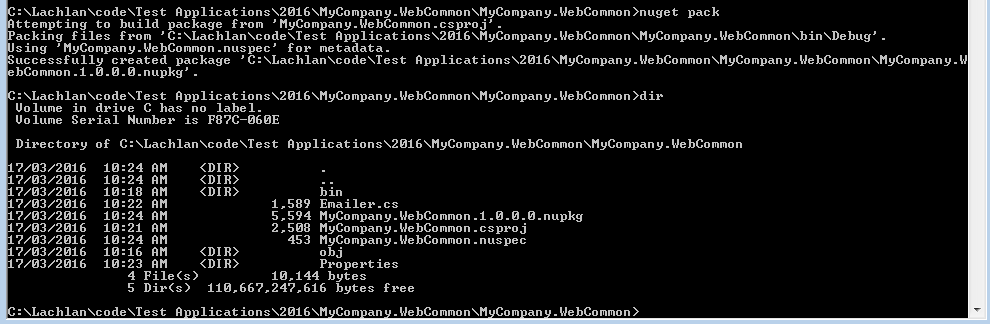 C:\Lachlan\code\Test Applications\2016\MyCompany.WebCommon\MyCompany.WebCommon>nuget pack
Attempting to build package from 'MyCompany.WebCommon.csproj'.
Packing files from 'C:\Lachlan\code\Test Applications\2016\MyCompany.WebCommon\MyCompany.WebCommon\bin\Debug'.
Using 'MyCompany.WebCommon.nuspec' for metadata.
Successfully created package 'C:\Lachlan\code\Test Applications\2016\MyCompany.WebCommon\MyCompany.WebCommon\MyCompany.W
ebCommon.1.0.0.0.nupkg'.
C:\Lachlan\code\Test Applications\2016\MyCompany.WebCommon\MyCompany.WebCommon>dir
Volume in drive C has no label.
Volume Serial Number is F87C-060E
Directory of C:\Lachlan\code\Test Applications\2016\MyCompany.WebCommon\MyCompany.WebCommon
17/03/2016 10:24 AM <DIR> .
17/03/2016 10:24 AM <DIR> ..
17/03/2016 10:18 AM <DIR> bin
17/03/2016 10:22 AM 1,589 Emailer.cs
17/03/2016 10:24 AM 5,594 MyCompany.WebCommon.1.0.0.0.nupkg
17/03/2016 10:21 AM 2,508 MyCompany.WebCommon.csproj
17/03/2016 10:24 AM 453 MyCompany.WebCommon.nuspec
17/03/2016 10:16 AM <DIR> obj
17/03/2016 10:23 AM <DIR> Properties
4 File(s) 10,144 bytes
5 Dir(s) 110,667,247,616 bytes free
C:\Lachlan\code\Test Applications\2016\MyCompany.WebCommon\MyCompany.WebCommon>